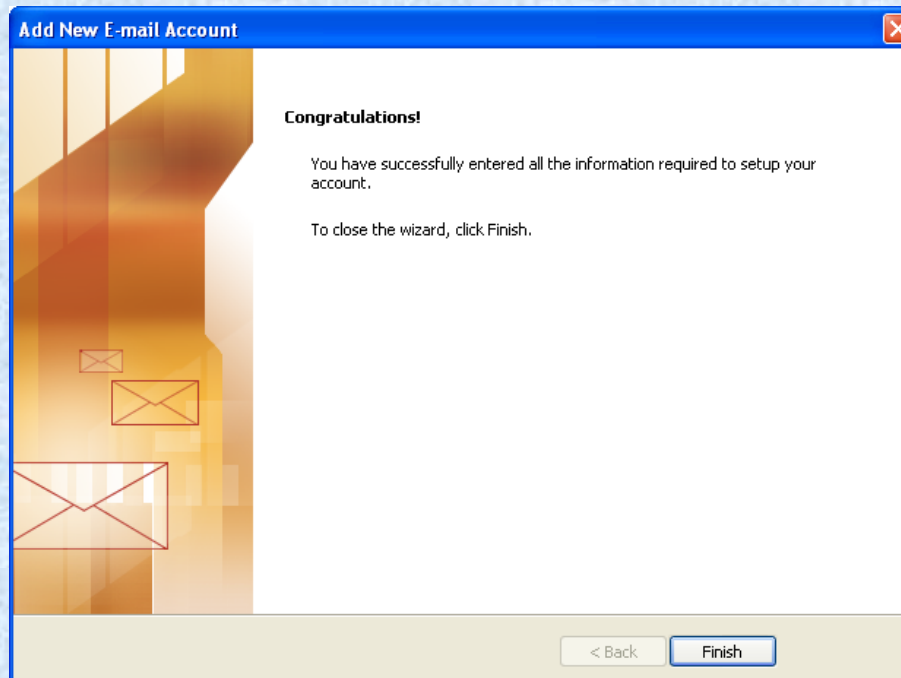 Add New E-mail Account
Congratulations!
You have successfully entered all the information required to setup your
account.
To close the wizard, click Finish.
< Back
Finish